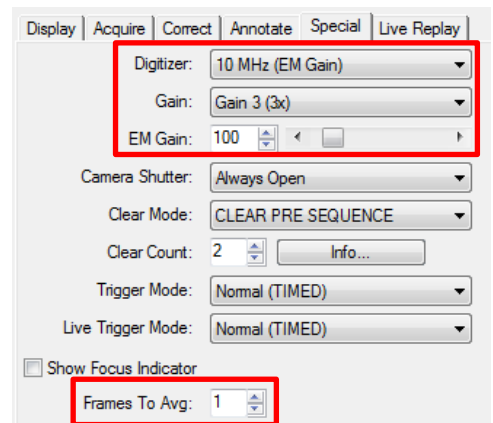 Display Acquire Correct Annotate Special Live Replay
Digitizer: 10 MHz (EM Gain)
Gain: Gain 3 (3x)
EM Gain: 100
Camera Shutter: Always Open
Clear Mode: CLEAR PRE SEQUENCE
Clear Count: 2 Info...
Trigger Mode: Normal (TIMED)
Live Trigger Mode: Normal (TIMED)
Show Focus Indicator
Frames To Avg: 1